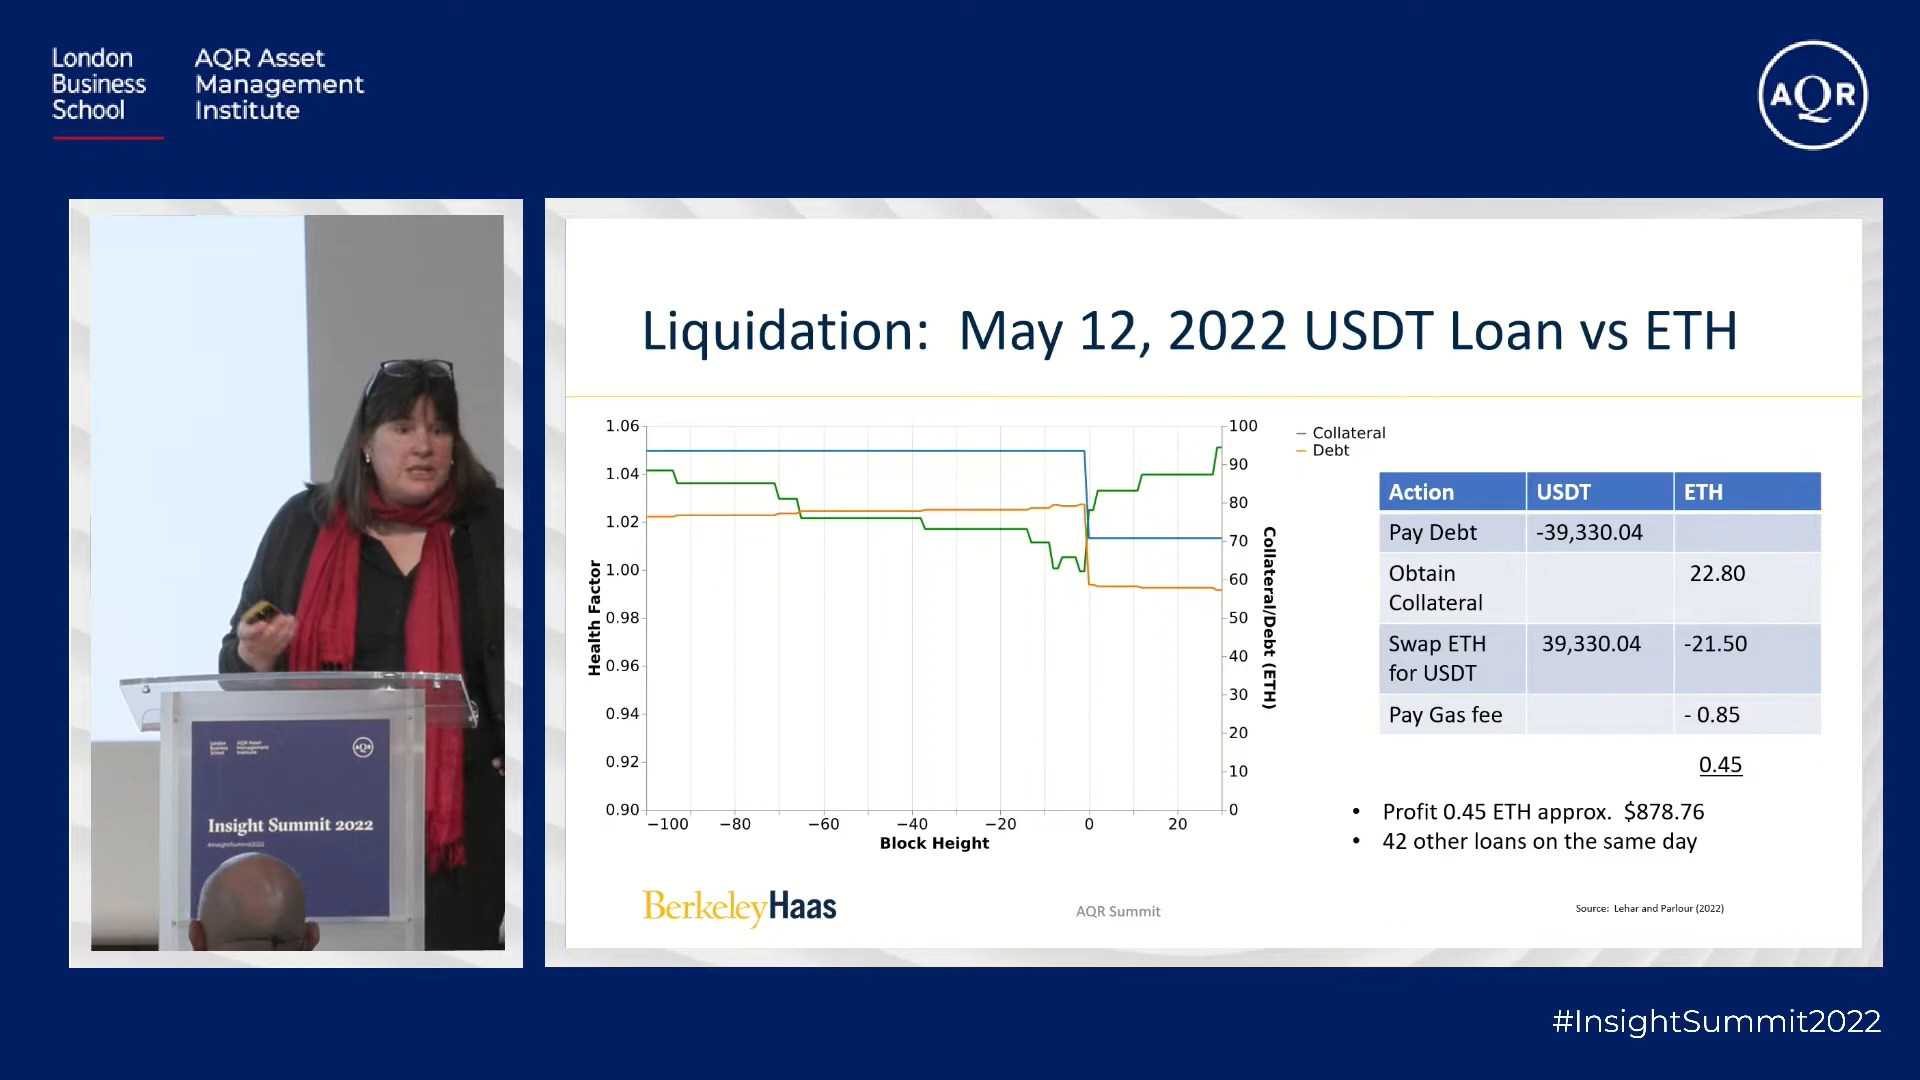 London
Business
School
AQR Asset
Management
Institute
AQR
Insight Summit 2022
#InsightSummit2022
Liquidation: May 12, 2022 USDT Loan vs ETH
1.06
1.04
1.02
1.00
0.98
0.96
0.94
0.92
0.90
Health Factor
100
90
80
70
60
50
40
30
20
10
0
Collateral/Debt (ETH)
−100 −80 −60 −40 −20 0 20
Block Height
Collateral
Debt
Action USDT ETH
Pay Debt -39,330.04
Obtain 22.80
Collateral
Swap ETH 39,330.04 -21.50
for USDT
Pay Gas fee - 0.85
0.45
• Profit 0.45 ETH approx. $878.76
• 42 other loans on the same day
BerkeleyHaas
AQR Summit
Source: Lehar and Parlour (2022)
#InsightSummit2022